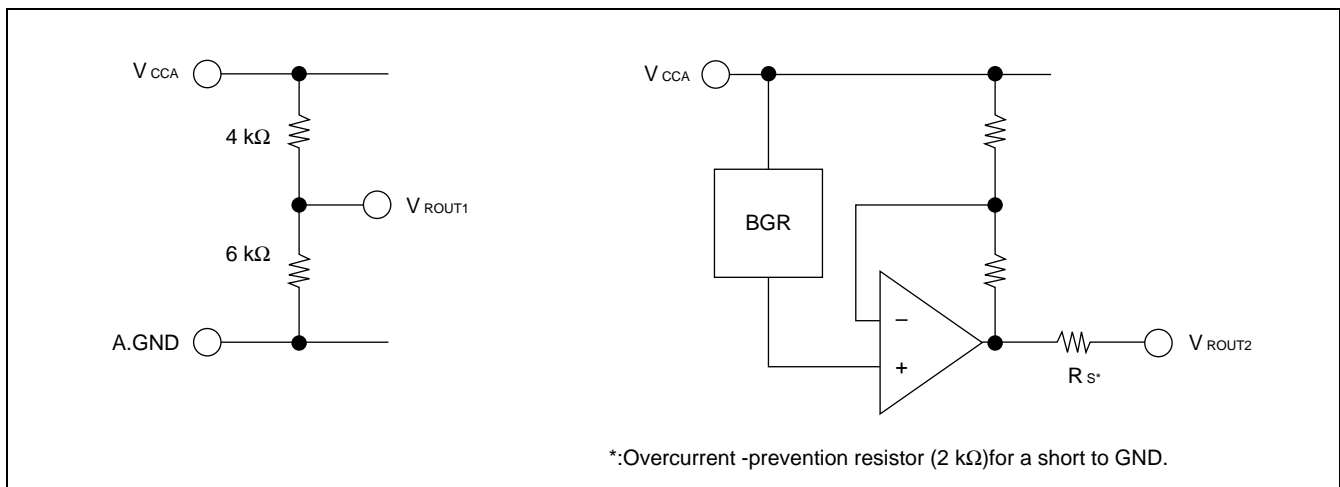 V CCA
4 kΩ
V ROUT1
6 kΩ
A.GND
V CCA
BGR
−
+
R S*
V ROUT2
*:Overcurrent -prevention resistor (2 kΩ)for a short to GND.